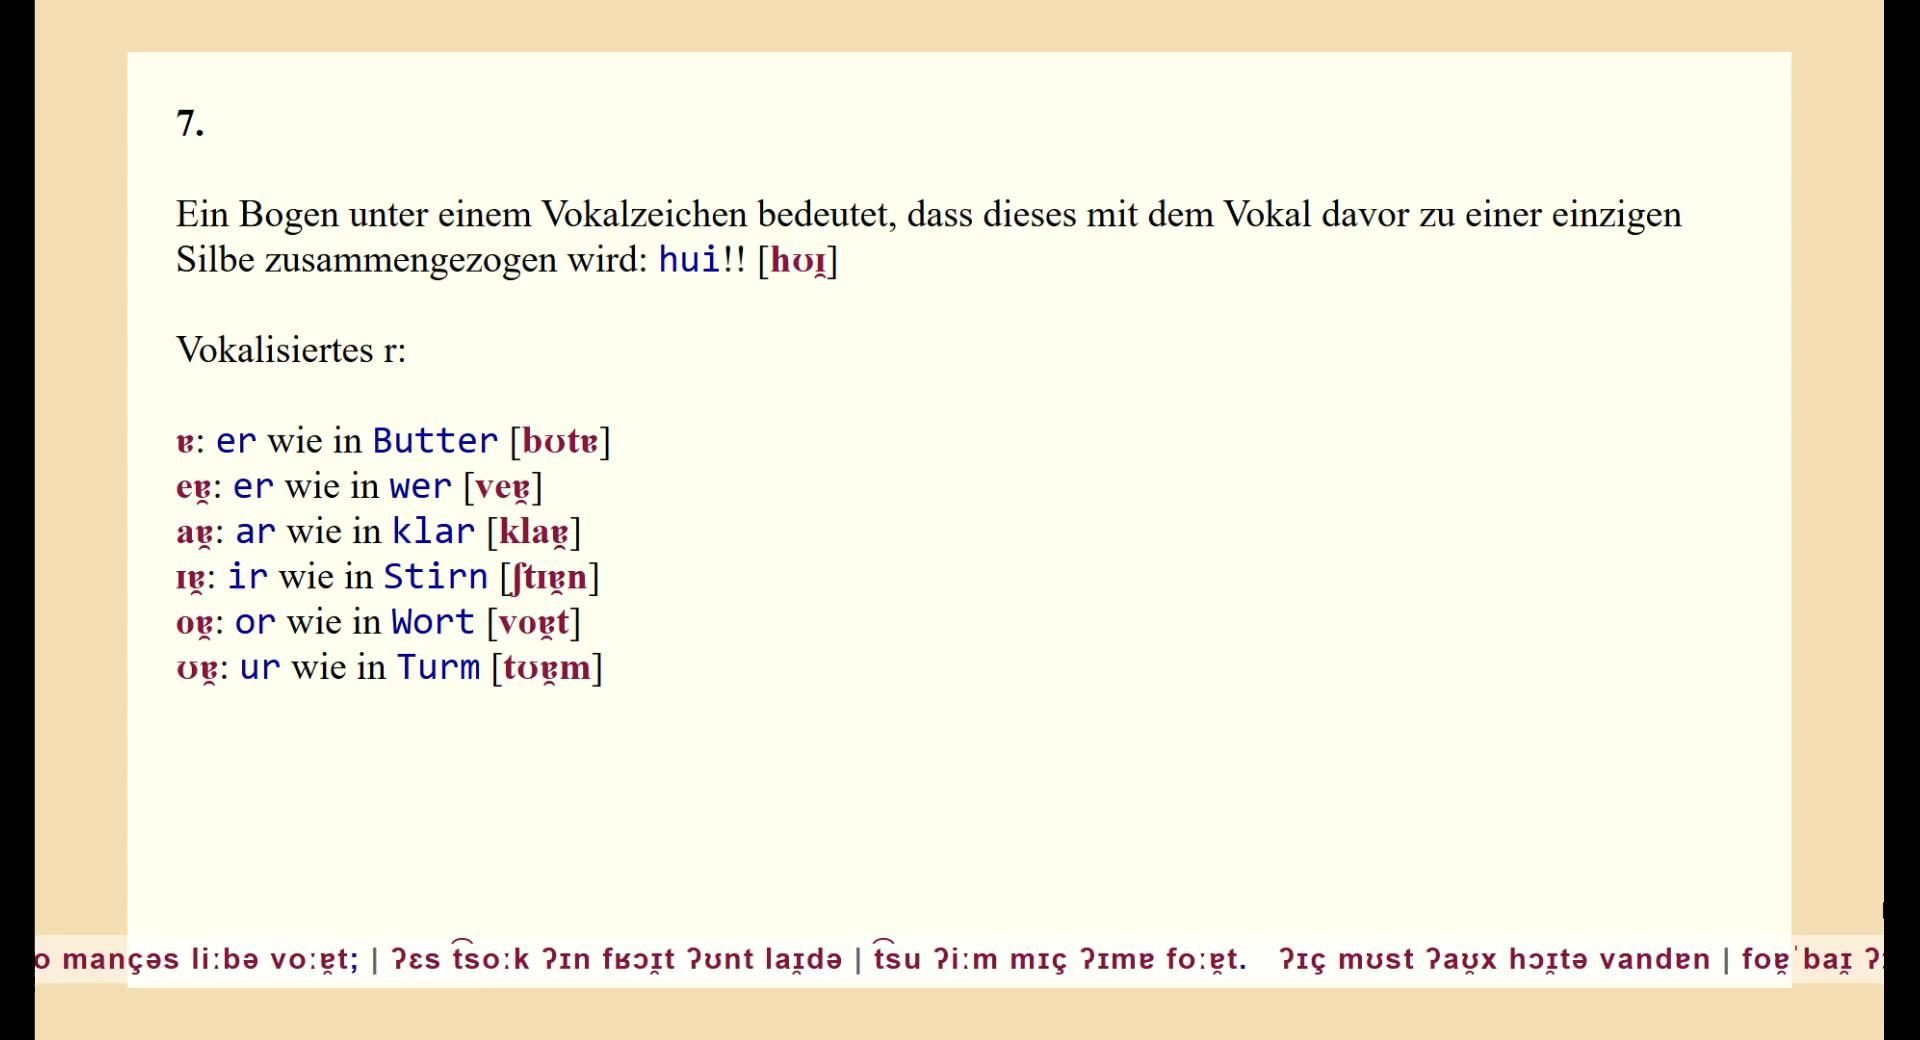 7.
Ein Bogen unter einem Vokalzeichen bedeutet, dass dieses mit dem Vokal davor zu einer einzigen
Silbe zusammengezogen wird: hui!! [hʊɪ̯]
Vokalisiertes r:
ɐ: er wie in Butter [bʊtɐ]
eɐ̯: er wie in wer [veɐ̯]
aɐ̯: ar wie in klar [klaɐ̯]
ɪɐ̯: ir wie in Stirn [ʃtɪɐ̯n]
oɐ̯: or wie in Wort [voɐ̯t]
ʊɐ̯: ur wie in Turm [tʊɐ̯m]
o mançəs liːbə voːɐ̯t; | ʔɛs t͡soːk ʔɪn fʁɔɪ̯t ʔʊnt laɪ̯də | t͡su ʔiːm mɪç ʔɪmɐ foːɐ̯t. ʔɪç mʊst ʔaʊ̯x hɔɪ̯tə vandɐn | foɐ̯ˈbaɪ̯ ʔ